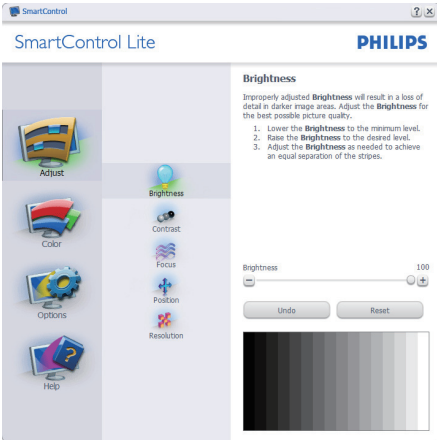 SmartControl
SmartControl Lite
PHILIPS
Adjust
Color
Options
Help
Brightness
Contrast
Focus
Position
Resolution
Brightness
Improperly adjusted Brightness will result in a loss of
detail in darker image areas. Adjust the Brightness for
the best possible picture quality.
1. Lower the Brightness to the minimum level.
2. Raise the Brightness to the desired level.
3. Adjust the Brightness as needed to achieve
an equal separation of the stripes.
Brightness 100
Undo Reset